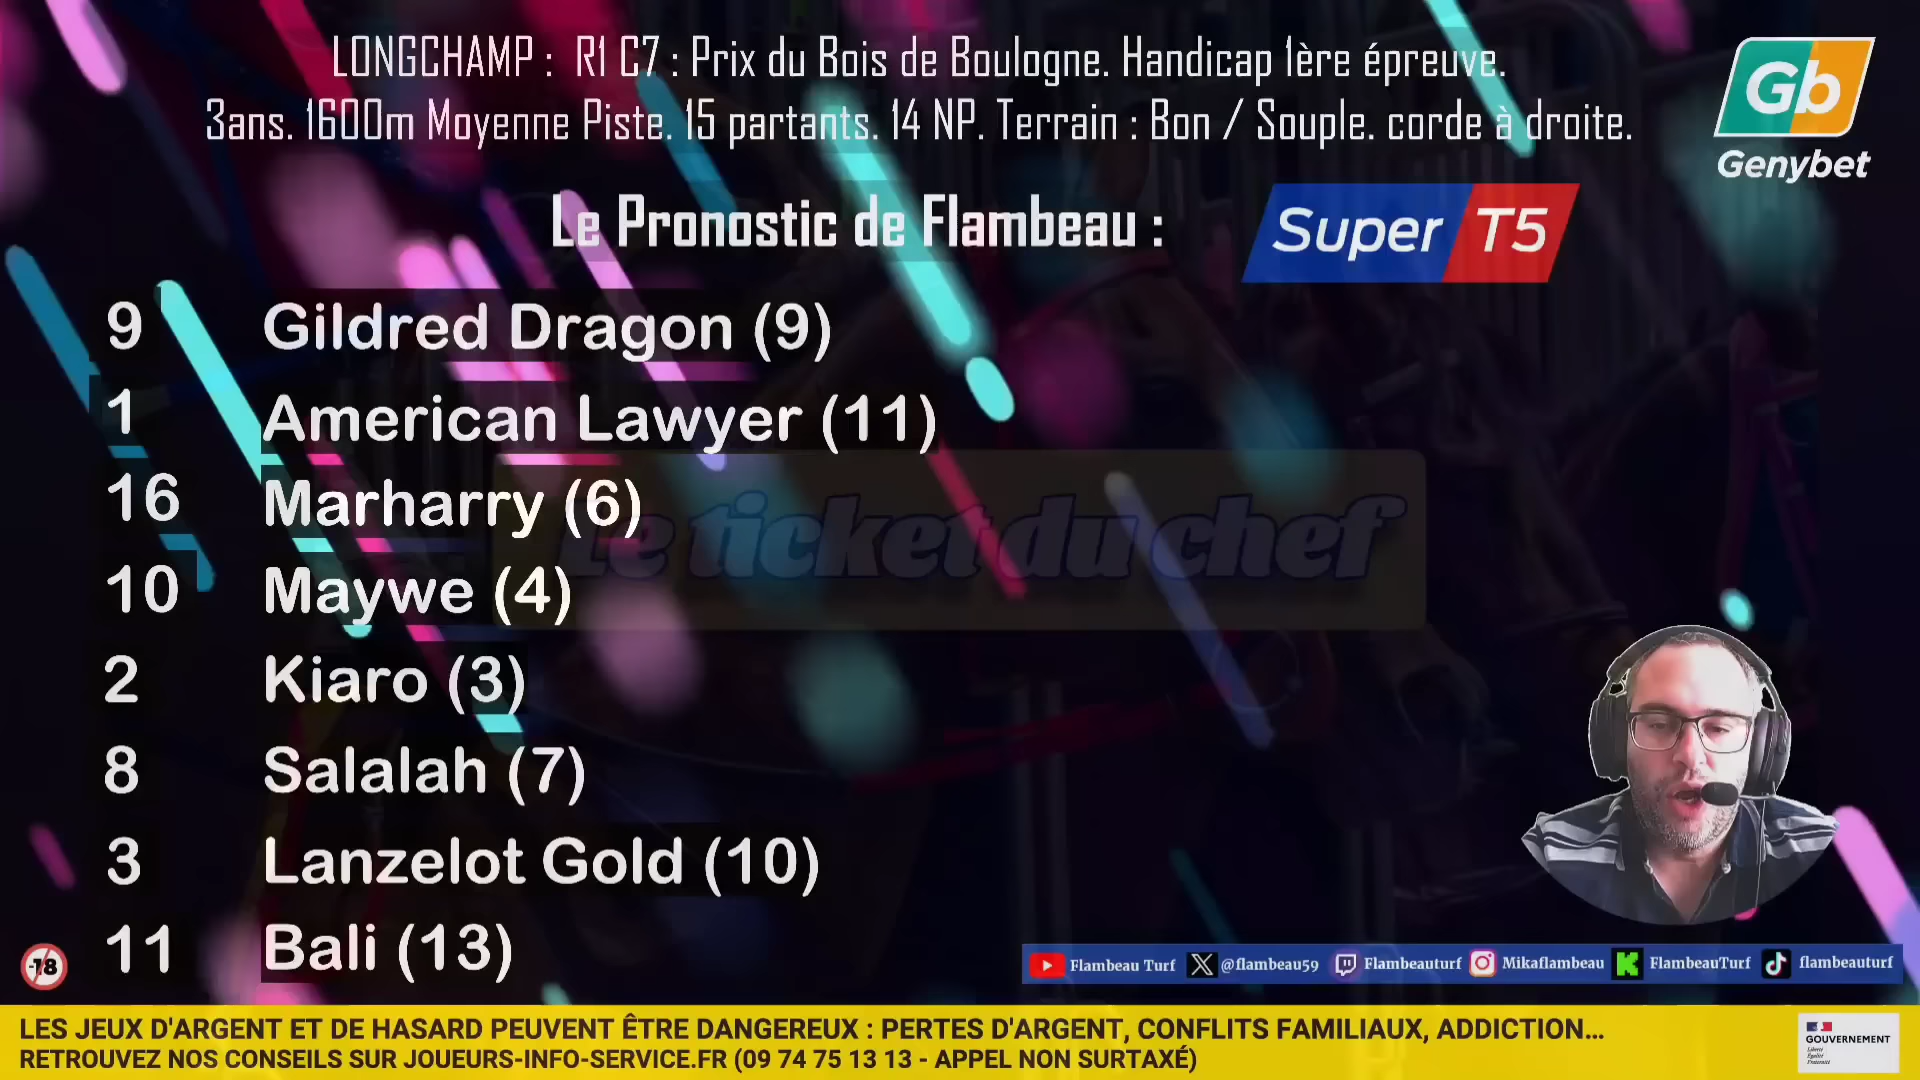 LONGCHAMP : R1 C7 : Prix du Bois de Boulogne. Handicap 1ère épreuve.
3ans. 1600m Moyenne Piste. 15 partants. 14 NP. Terrain : Bon / Souple. corde à droite.
Gb
Genybet
Le Pronostic de Flambeau :
Super T5
9 Gildred Dragon (9)
1 American Lawyer (11)
16 Marharry (6)
Le ticket du chef
10 Maywe (4)
2 Kiaro (3)
8 Salalah (7)
3 Lanzelot Gold (10)
11 Bali (13)
-18
Flambeau Turf @flambeau59 Flambeauturf Mikaflambeau FlambeauTurf flambeauturf
LES JEUX D'ARGENT ET DE HASARD PEUVENT ÊTRE DANGEREUX : PERTES D'ARGENT, CONFLITS FAMILIAUX, ADDICTION...
RETROUVEZ NOS CONSEILS SUR JOUEURS-INFO-SERVICE.FR (09 74 75 13 13 - APPEL NON SURTAXÉ)
GOUVERNEMENT
Liberté
Égalité
Fraternité